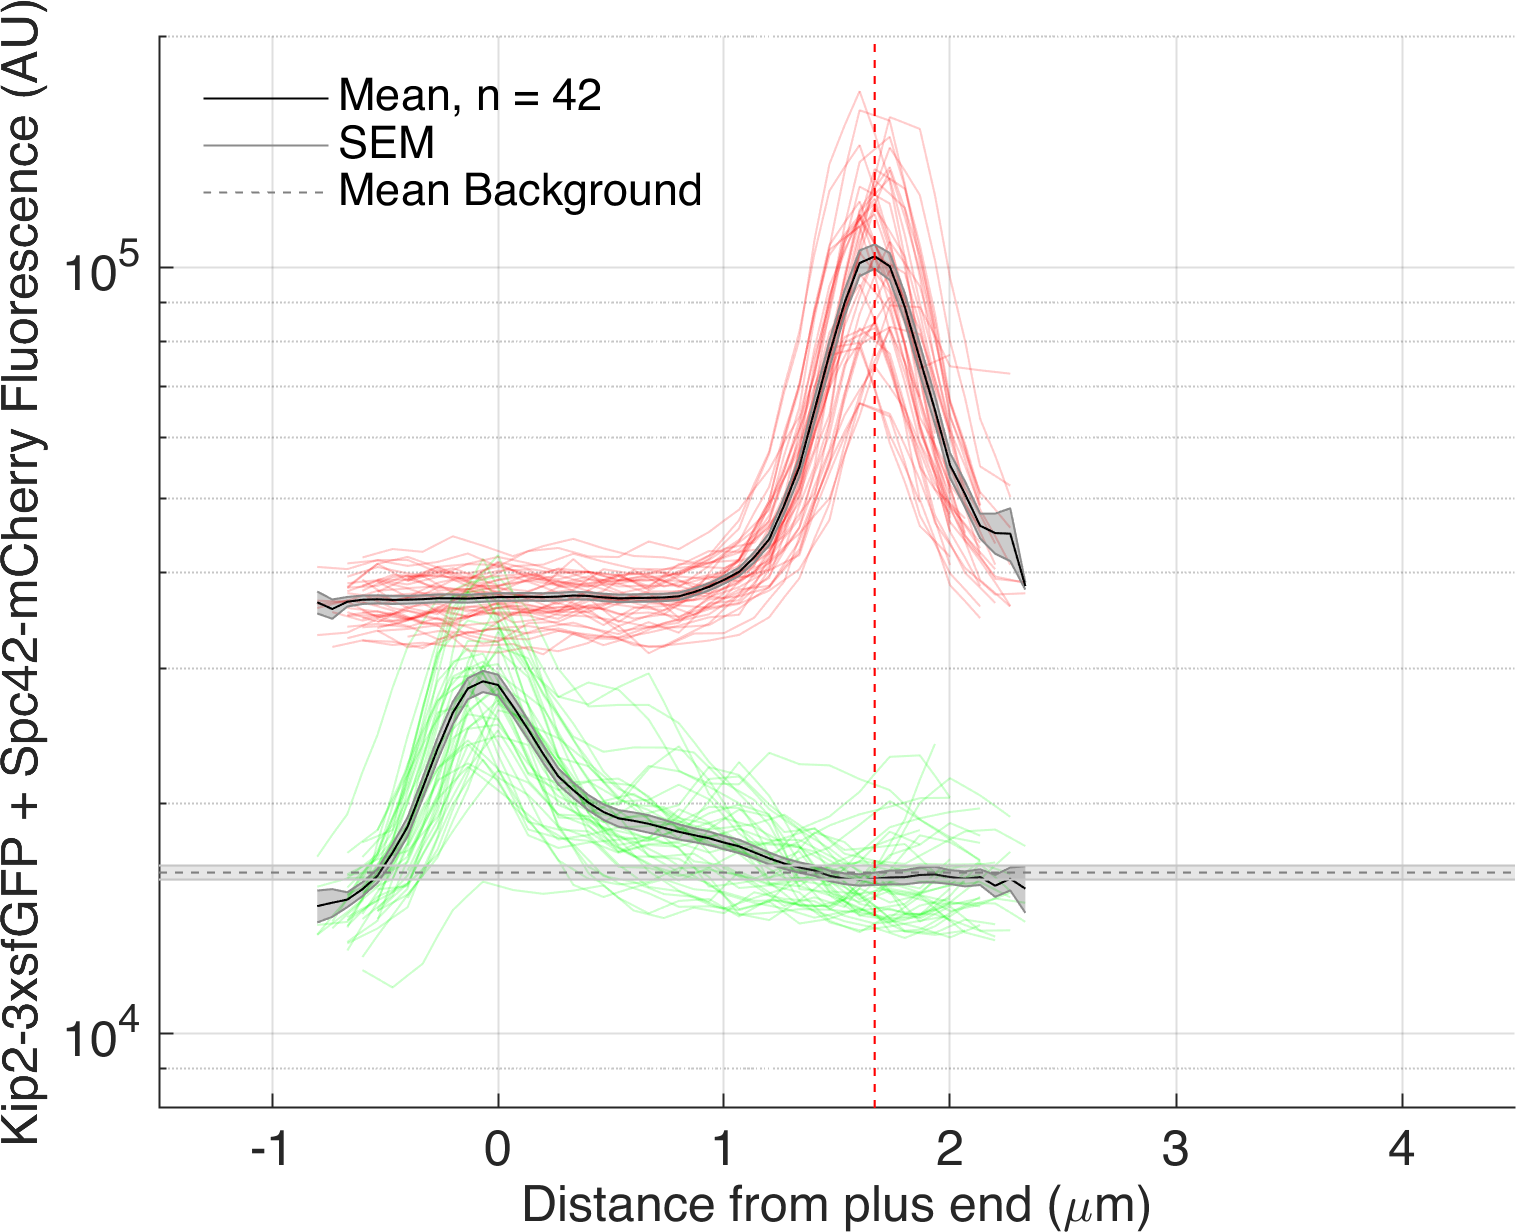 Kip2-3xsfGFP + Spc42-mCherry Fluorescence (AU)
Mean, n = 42
SEM
Mean Background
10^5
10^4
-1 0 1 2 3 4
Distance from plus end (μm)